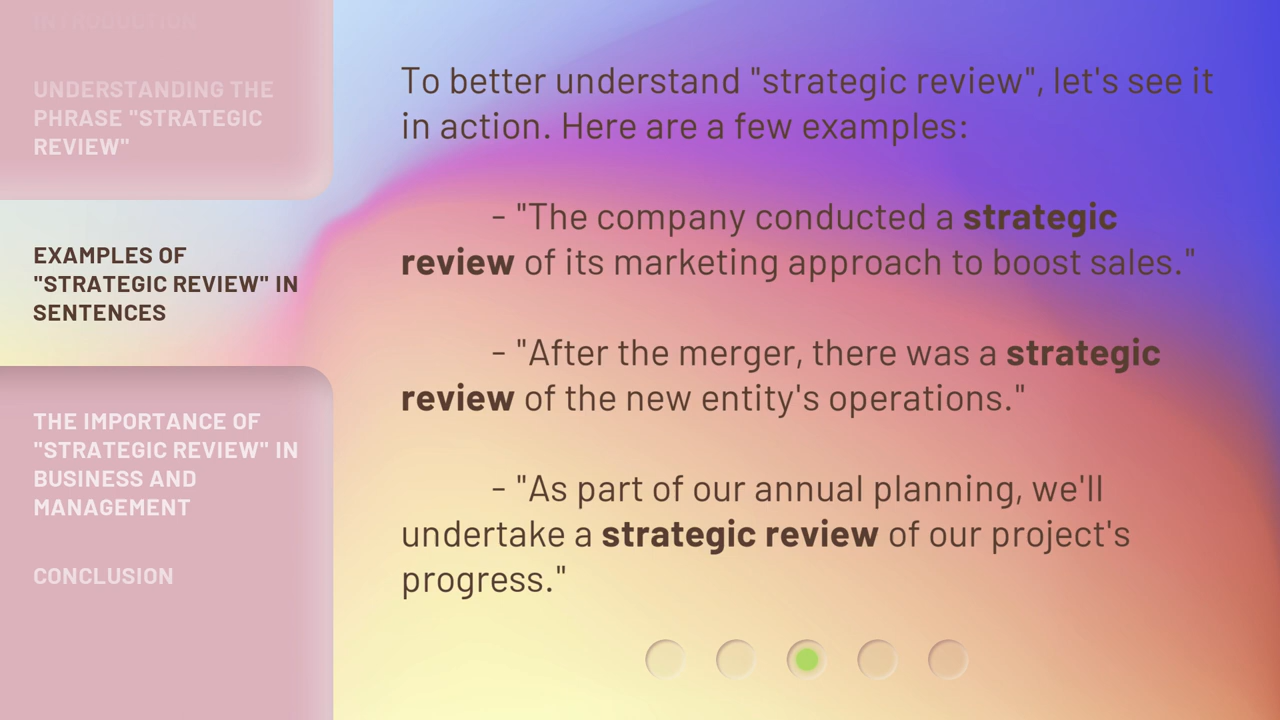 INTRODUCTION
UNDERSTANDING THE
PHRASE "STRATEGIC
REVIEW"
EXAMPLES OF
"STRATEGIC REVIEW" IN
SENTENCES
THE IMPORTANCE OF
"STRATEGIC REVIEW" IN
BUSINESS AND
MANAGEMENT
CONCLUSION
To better understand "strategic review", let's see it
in action. Here are a few examples:
- "The company conducted a strategic
review of its marketing approach to boost sales."
- "After the merger, there was a strategic
review of the new entity's operations."
- "As part of our annual planning, we'll
undertake a strategic review of our project's
progress."